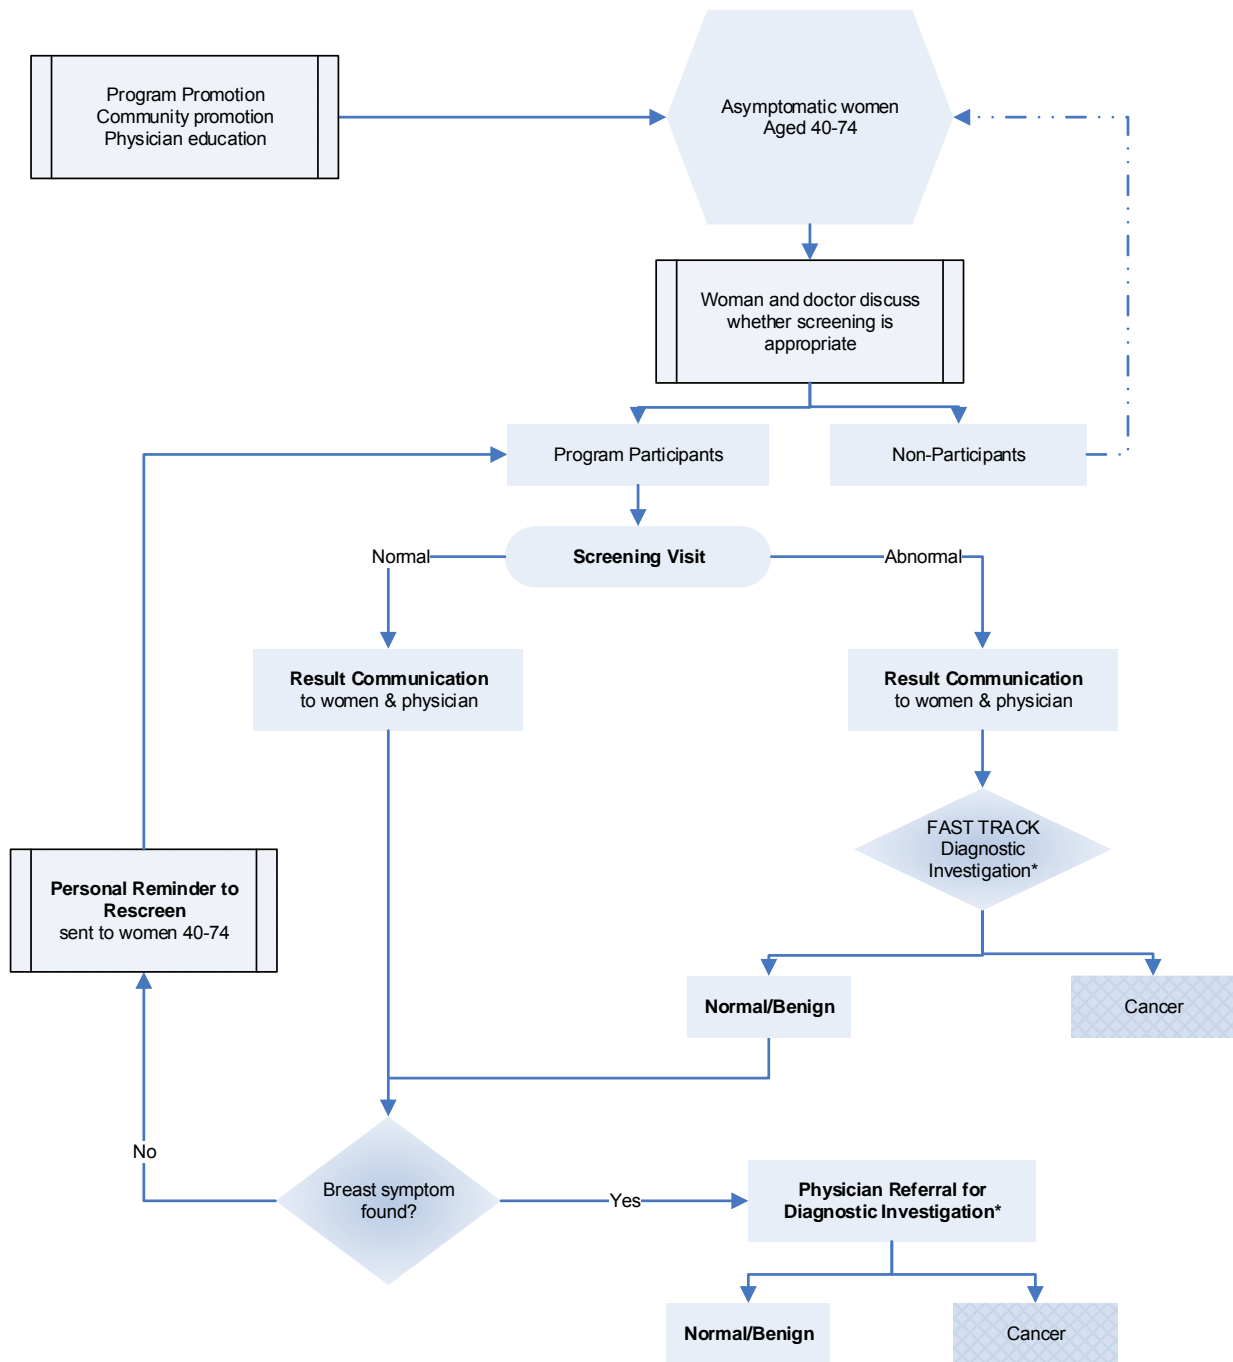 Program Promotion
Community promotion
Physician education
Asymptomatic women
Aged 40-74
Woman and doctor discuss
whether screening is
appropriate
Program Participants
Non-Participants
Normal
Screening Visit
Abnormal
Result Communication
to women & physician
Result Communication
to women & physician
FAST TRACK
Diagnostic
Investigation*
Personal Reminder to
Rescreen
sent to women 40-74
Normal/Benign
Cancer
No
Breast symptom
found?
Yes
Physician Referral for
Diagnostic Investigation*
Normal/Benign
Cancer